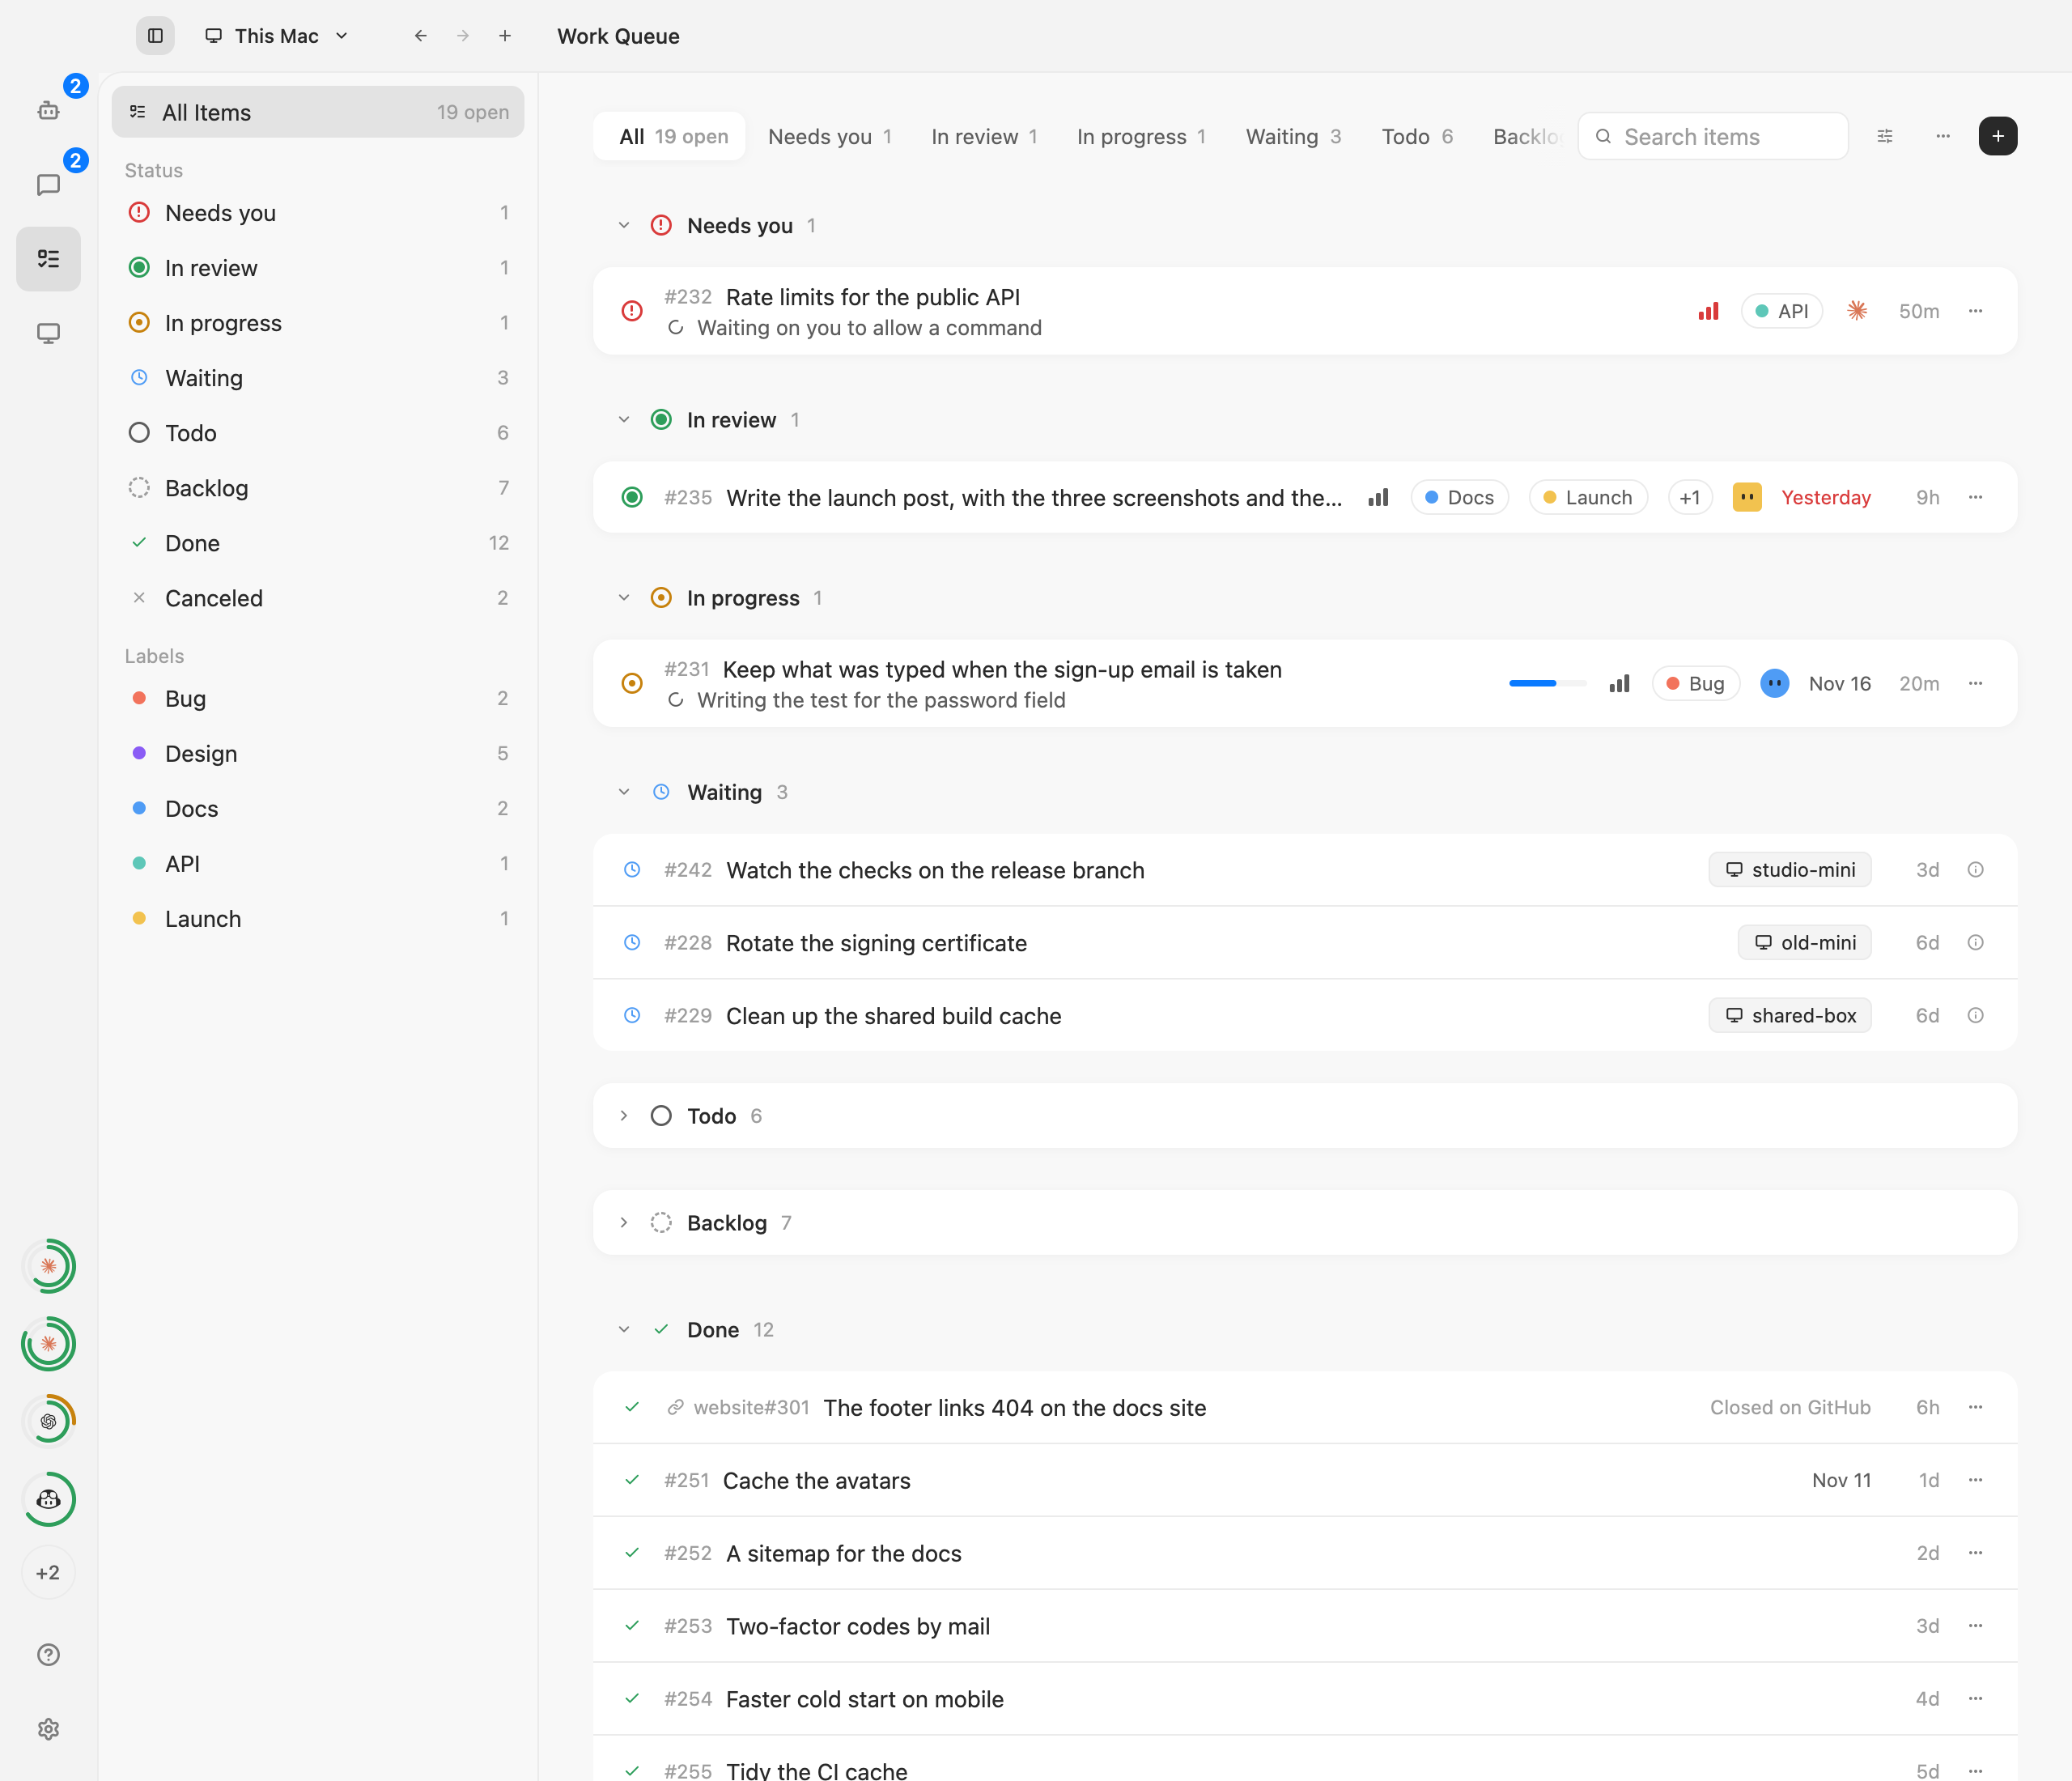 This Mac
Work Queue
2
2
All Items 19 open
Status
Needs you 1
In review 1
In progress 1
Waiting 3
Todo 6
Backlog 7
Done 12
Canceled 2
Labels
Bug 2
Design 5
Docs 2
API 1
Launch 1
+2
All 19 open Needs you 1 In review 1 In progress 1 Waiting 3 Todo 6 Backlo Search items
Needs you 1
#232 Rate limits for the public API
Waiting on you to allow a command
API 50m
In review 1
#235 Write the launch post, with the three screenshots and the... Docs Launch +1 Yesterday 9h
In progress 1
#231 Keep what was typed when the sign-up email is taken
Writing the test for the password field
Bug Nov 16 20m
Waiting 3
#242 Watch the checks on the release branch studio-mini 3d
#228 Rotate the signing certificate old-mini 6d
#229 Clean up the shared build cache shared-box 6d
Todo 6
Backlog 7
Done 12
website#301 The footer links 404 on the docs site Closed on GitHub 6h
#251 Cache the avatars Nov 11 1d
#252 A sitemap for the docs 2d
#253 Two-factor codes by mail 3d
#254 Faster cold start on mobile 4d
#255 Tidy the CI cache 5d